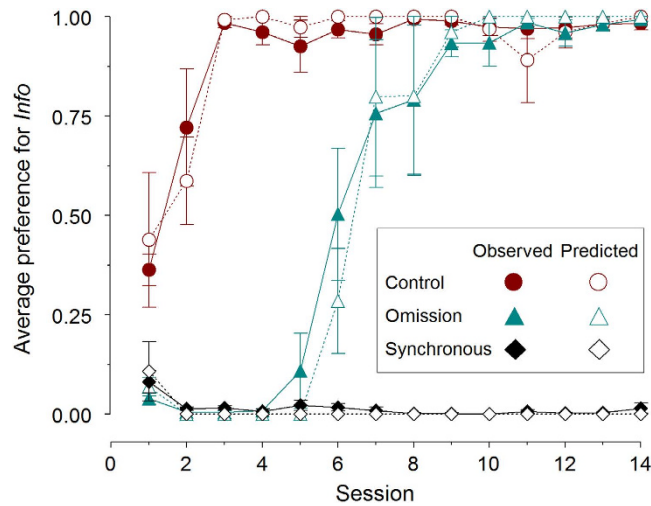 Average preference for Info
1.00
0.75
0.50
0.25
0.00
Observed Predicted
Control
Omission
Synchronous
0 2 4 6 8 10 12 14
Session